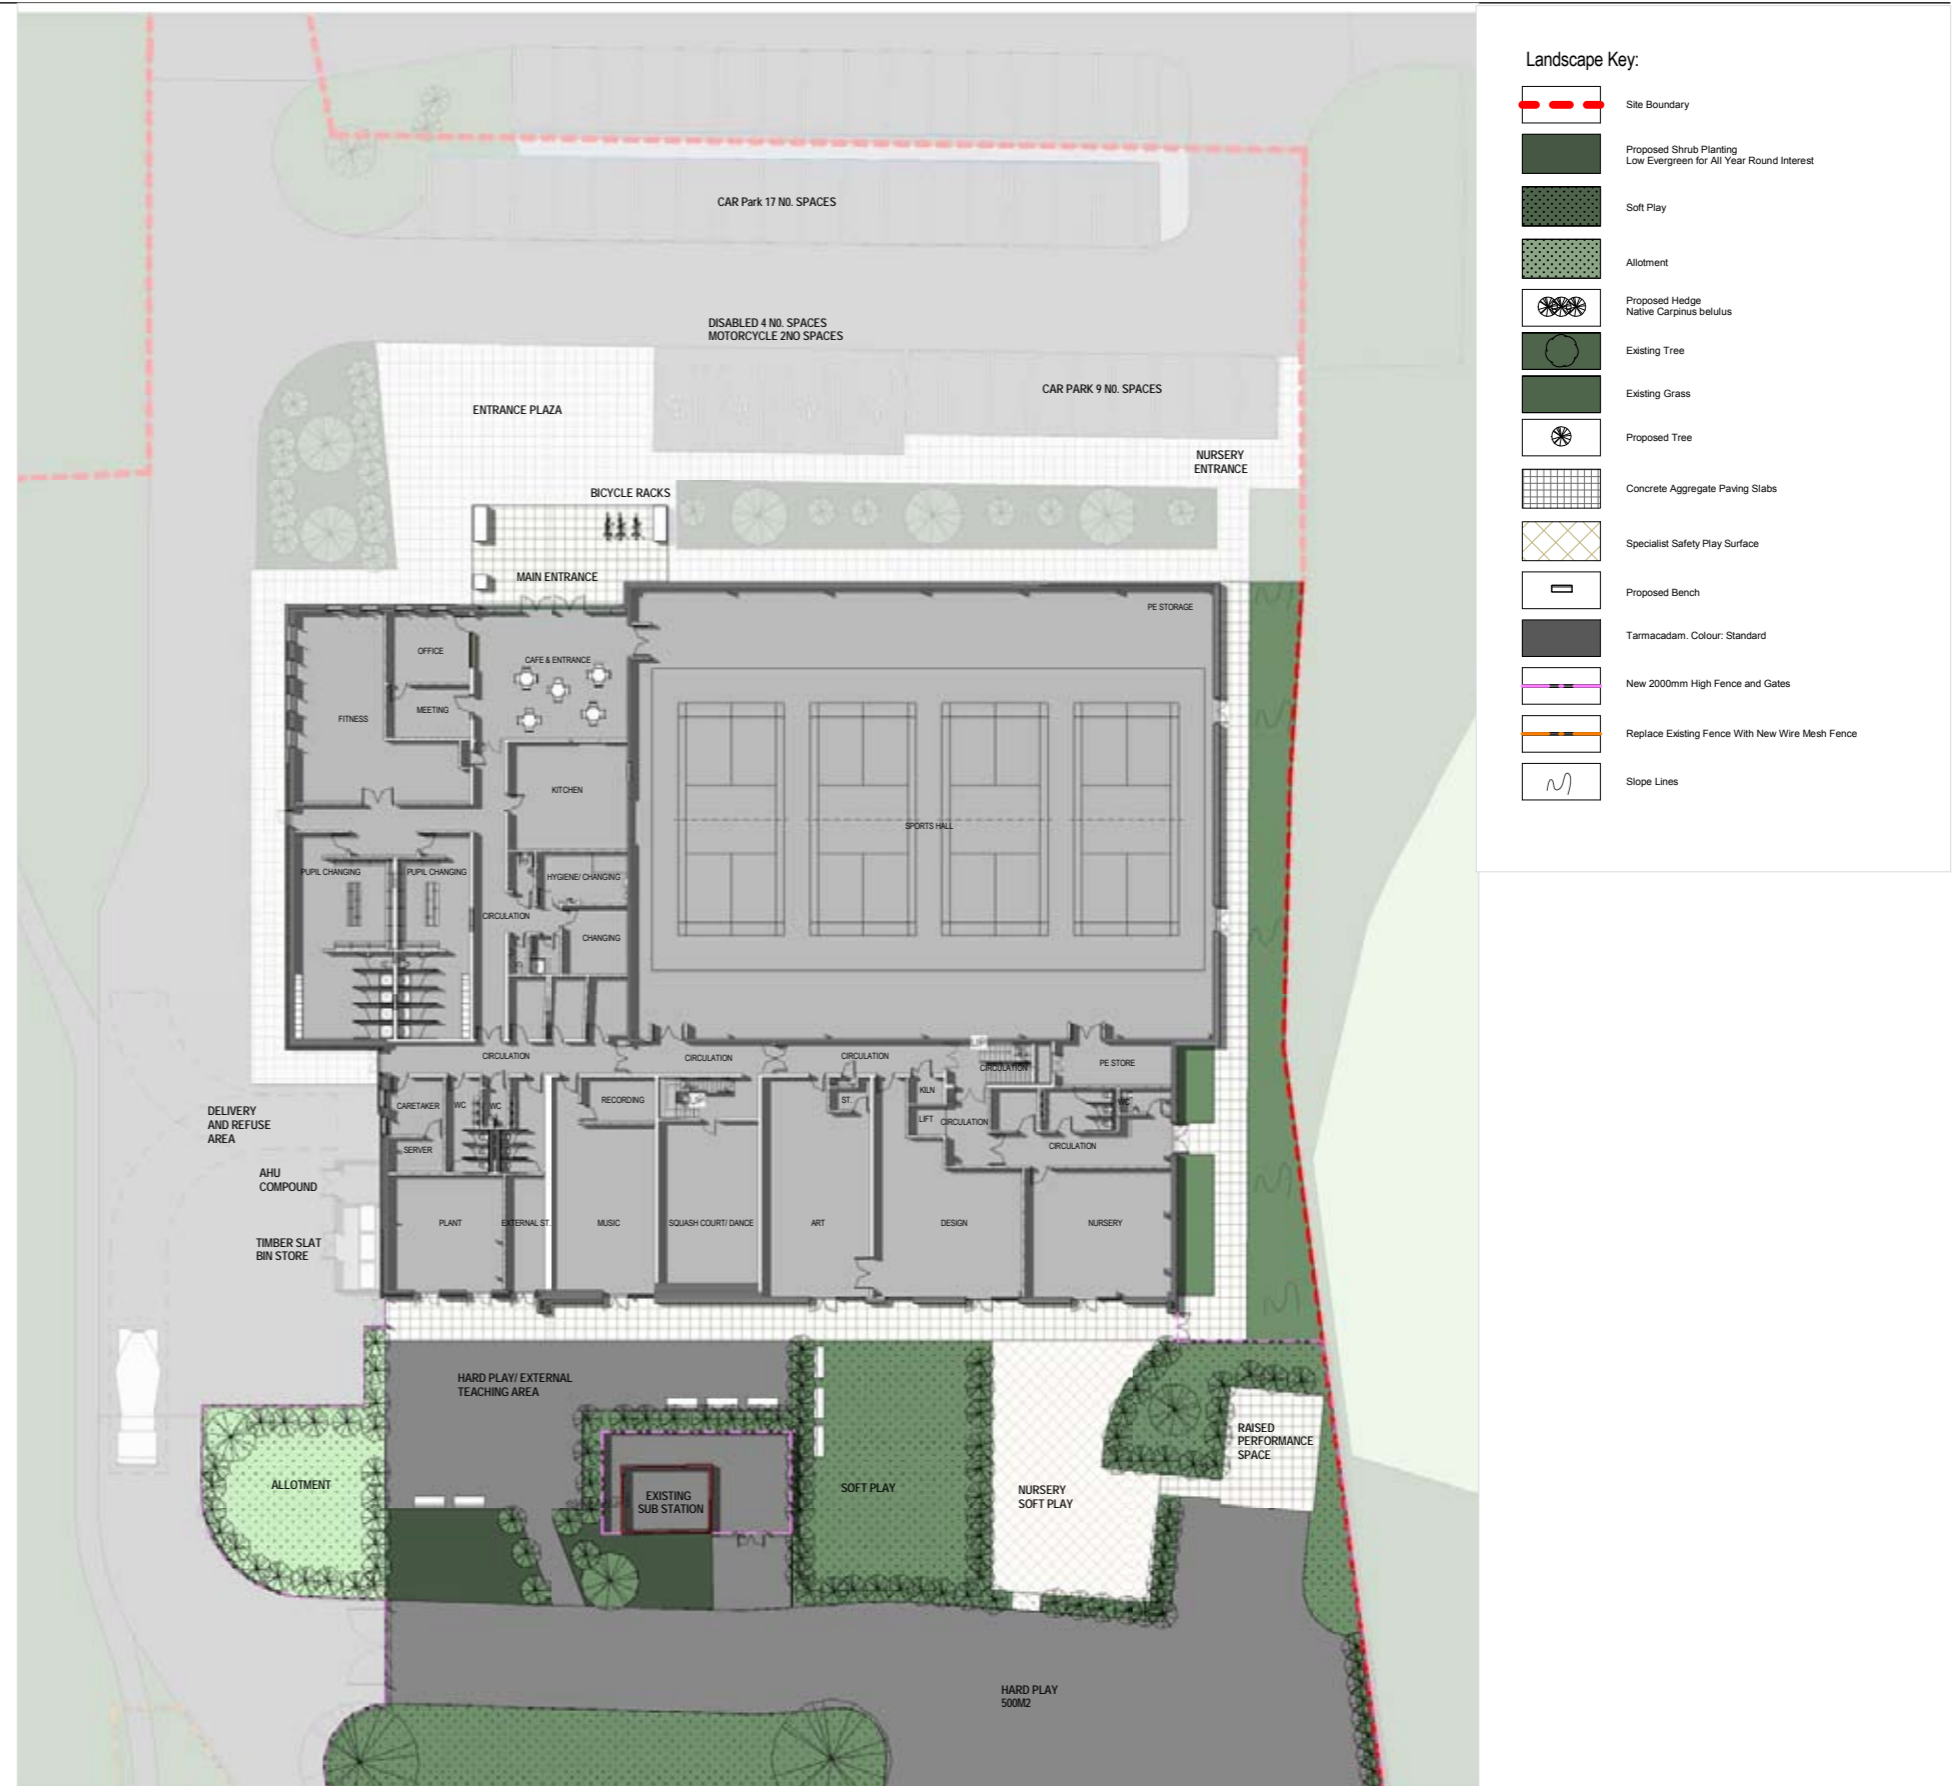 Landscape Key:
Site Boundary
Proposed Shrub Planting
Low Evergreen for All Year Round Interest
Soft Play
Allotment
Proposed Hedge
Native Carpinus belulus
Existing Tree
Existing Grass
Proposed Tree
Concrete Aggregate Paving Slabs
Specialist Safety Play Surface
Proposed Bench
Tarmacadam. Colour: Standard
New 2000mm High Fence and Gates
Replace Existing Fence With New Wire Mesh Fence
Slope Lines
CAR Park 17 N0. SPACES
DISABLED 4 N0. SPACES
MOTORCYCLE 2NO SPACES
CAR PARK 9 N0. SPACES
ENTRANCE PLAZA
NURSERY
ENTRANCE
BICYCLE RACKS
MAIN ENTRANCE
PE STORAGE
OFFICE
CAFE & ENTRANCE
MEETING
FITNESS
KITCHEN
SPORTS HALL
PUPIL CHANGING
PUPIL CHANGING
HYGIENE/ CHANGING
CIRCULATION
CHANGING
CIRCULATION
CIRCULATION
CIRCULATION
CIRCULATION
PE STORE
CARETAKER
WC
WC
RECORDING
ST.
KILN
WC
LIFT
CIRCULATION
CIRCULATION
SERVER
DELIVERY
AND REFUSE
AREA
AHU
COMPOUND
TIMBER SLAT
BIN STORE
PLANT
EXTERNAL ST.
MUSIC
SQUASH COURT/ DANCE
ART
DESIGN
NURSERY
HARD PLAY/ EXTERNAL
TEACHING AREA
ALLOTMENT
EXISTING
SUB STATION
SOFT PLAY
NURSERY
SOFT PLAY
RAISED
PERFORMANCE
SPACE
HARD PLAY
500M2